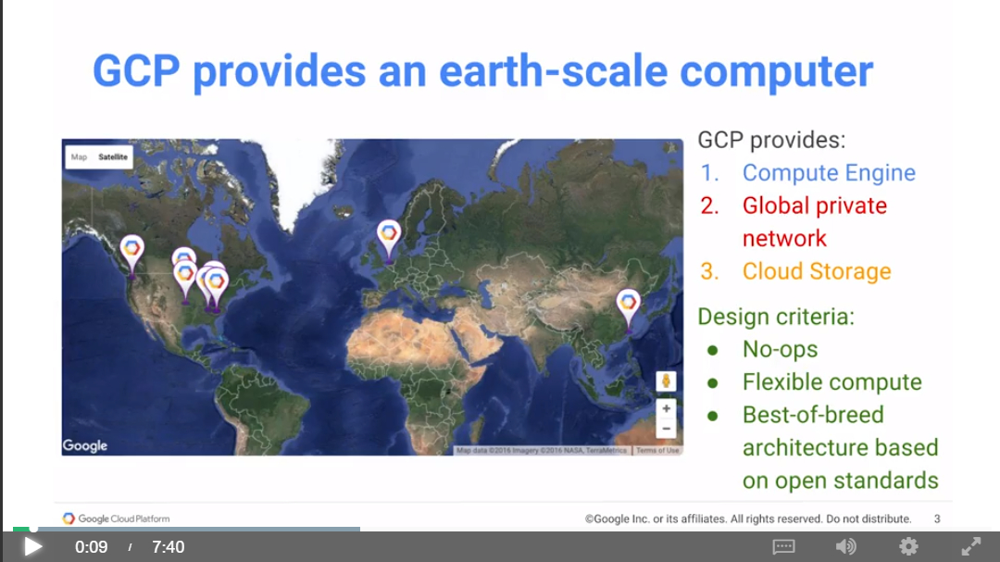 GCP provides an earth-scale computer
Map Satellite
GCP provides:
1. Compute Engine
2. Global private
network
3. Cloud Storage
Design criteria:
● No-ops
● Flexible compute
● Best-of-breed
architecture based
on open standards
+
−
Google
Map data ©2016 Imagery ©2016 NASA, TerraMetrics Terms of Use
Google Cloud Platform
©Google Inc. or its affiliates. All rights reserved. Do not distribute. 3
0:09 / 7:40